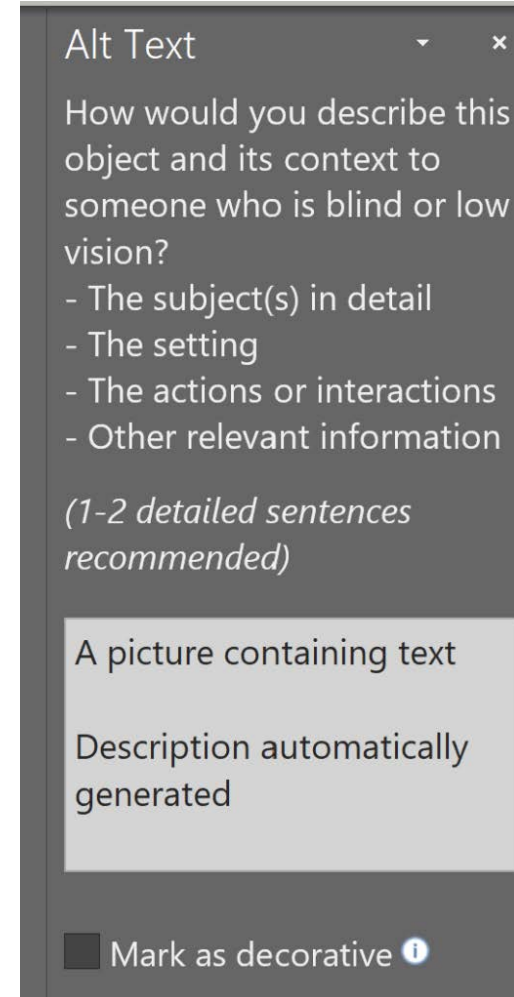 Alt Text
How would you describe this
object and its context to
someone who is blind or low
vision?
- The subject(s) in detail
- The setting
- The actions or interactions
- Other relevant information
(1-2 detailed sentences
recommended)
A picture containing text
Description automatically
generated
Mark as decorative